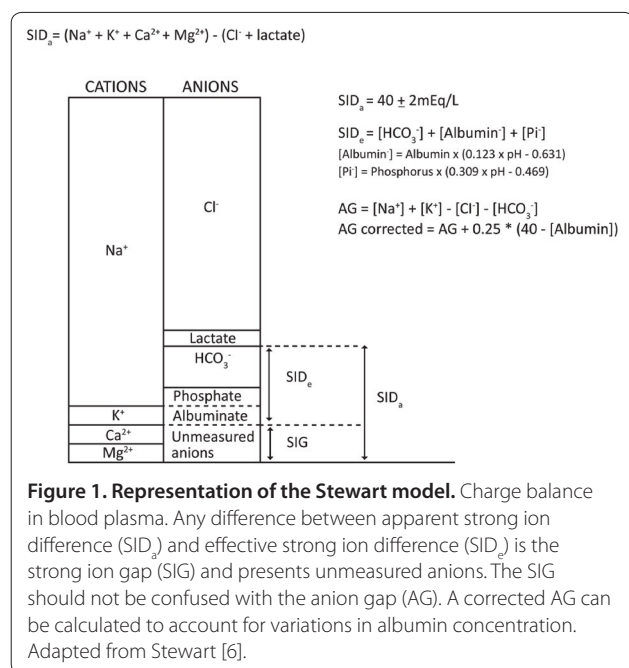 SIDₐ= (Na⁺ + K⁺ + Ca²⁺ + Mg²⁺) - (Cl⁻ + lactate)
CATIONS ANIONS
Na⁺
K⁺
Ca²⁺
Mg²⁺
Cl⁻
Lactate
HCO₃⁻
Phosphate
Albuminate
Unmeasured
anions
SIDₑ
SIG
SIDₐ
SIDₐ = 40 ± 2mEq/L
SIDₑ = [HCO₃⁻] + [Albumin⁻] + [Pi⁻]
[Albumin⁻] = Albumin x (0.123 x pH - 0.631)
[Pi⁻] = Phosphorus x (0.309 x pH - 0.469)
AG = [Na⁺] + [K⁺] - [Cl⁻] - [HCO₃⁻]
AG corrected = AG + 0.25 * (40 - [Albumin])
Figure 1. Representation of the Stewart model. Charge balance
in blood plasma. Any difference between apparent strong ion
difference (SIDₐ) and effective strong ion difference (SIDₑ) is the
strong ion gap (SIG) and presents unmeasured anions. The SIG
should not be confused with the anion gap (AG). A corrected AG can
be calculated to account for variations in albumin concentration.
Adapted from Stewart [6].